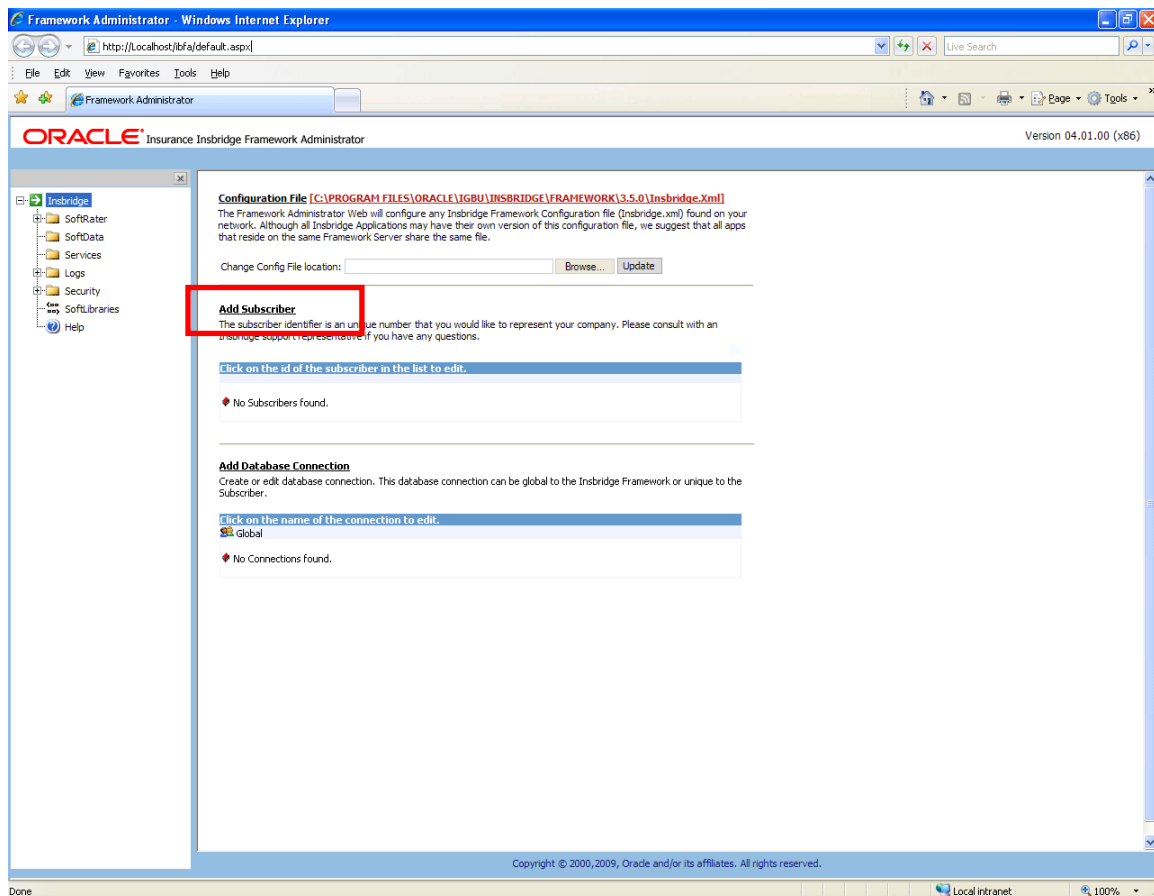 Framework Administrator - Windows Internet Explorer
http://Localhost/ibfa/default.aspx
Live Search
File Edit View Favorites Tools Help
Framework Administrator
Page Tools
ORACLE Insurance Insbridge Framework Administrator
Version 04.01.00 (x86)
Insbridge
SoftRater
SoftData
Services
Logs
Security
SoftLibraries
Help
Configuration File [C:\PROGRAM FILES\ORACLE\IGBU\INSBRIDGE\FRAMEWORK\3.5.0\Insbridge.Xml]
The Framework Administrator Web will configure any Insbridge Framework Configuration file (Insbridge.xml) found on your
network. Although all Insbridge Applications may have their own version of this configuration file, we suggest that all apps
that reside on the same Framework Server share the same file.
Change Config File location: Browse... Update
Add Subscriber
The subscriber identifier is an unique number that you would like to represent your company. Please consult with an
Insbridge support representative if you have any questions.
Click on the id of the subscriber in the list to edit.
No Subscribers found.
Add Database Connection
Create or edit database connection. This database connection can be global to the Insbridge Framework or unique to the
Subscriber.
Click on the name of the connection to edit.
Global
No Connections found.
Copyright © 2000,2009, Oracle and/or its affiliates. All rights reserved.
Done
Local intranet
100%